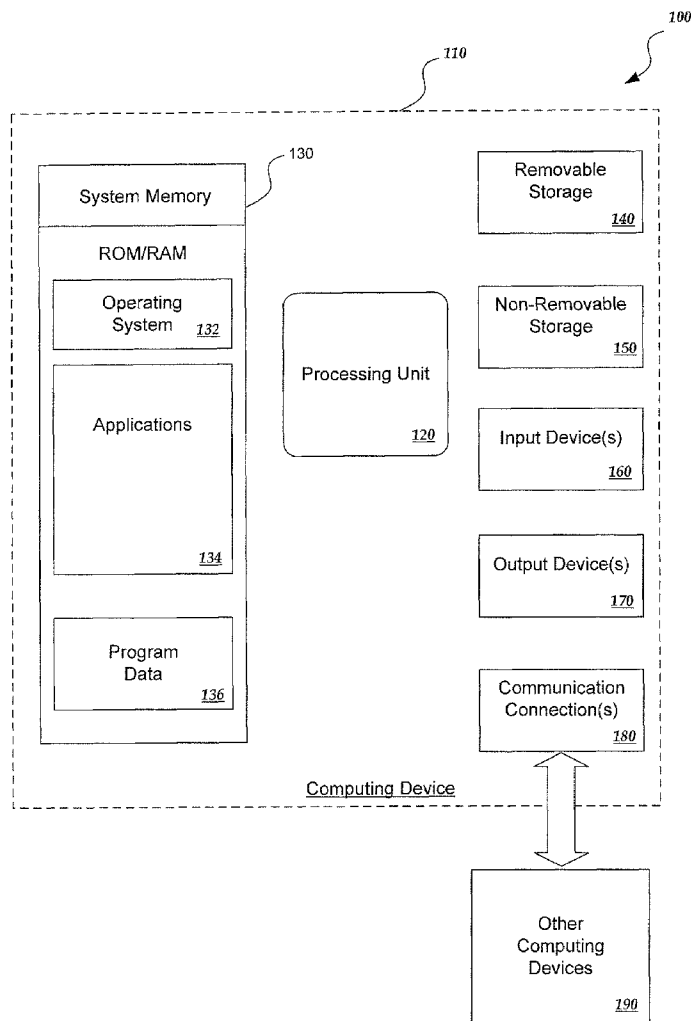 100
110
130
System Memory
ROM/RAM
Operating
System
132
Applications
134
Program
Data
136
Processing Unit
120
Removable
Storage
140
Non-Removable
Storage
150
Input Device(s)
160
Output Device(s)
170
Communication
Connection(s)
180
Computing Device
Other
Computing
Devices
190